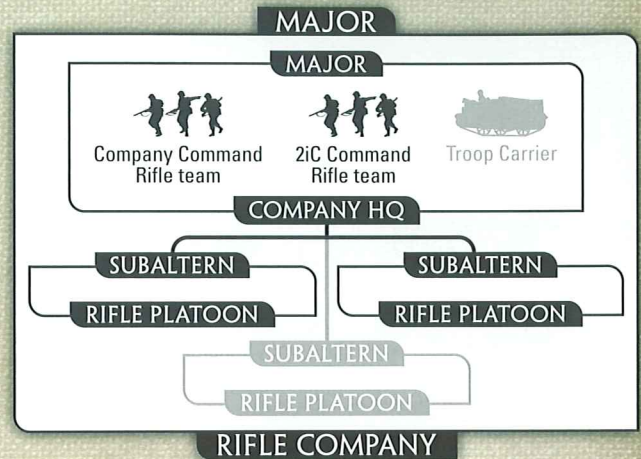 MAJOR
MAJOR
Company Command
Rifle team
2iC Command
Rifle team
Troop Carrier
COMPANY HQ
SUBALTERN
RIFLE PLATOON
SUBALTERN
RIFLE PLATOON
SUBALTERN
RIFLE PLATOON
RIFLE COMPANY